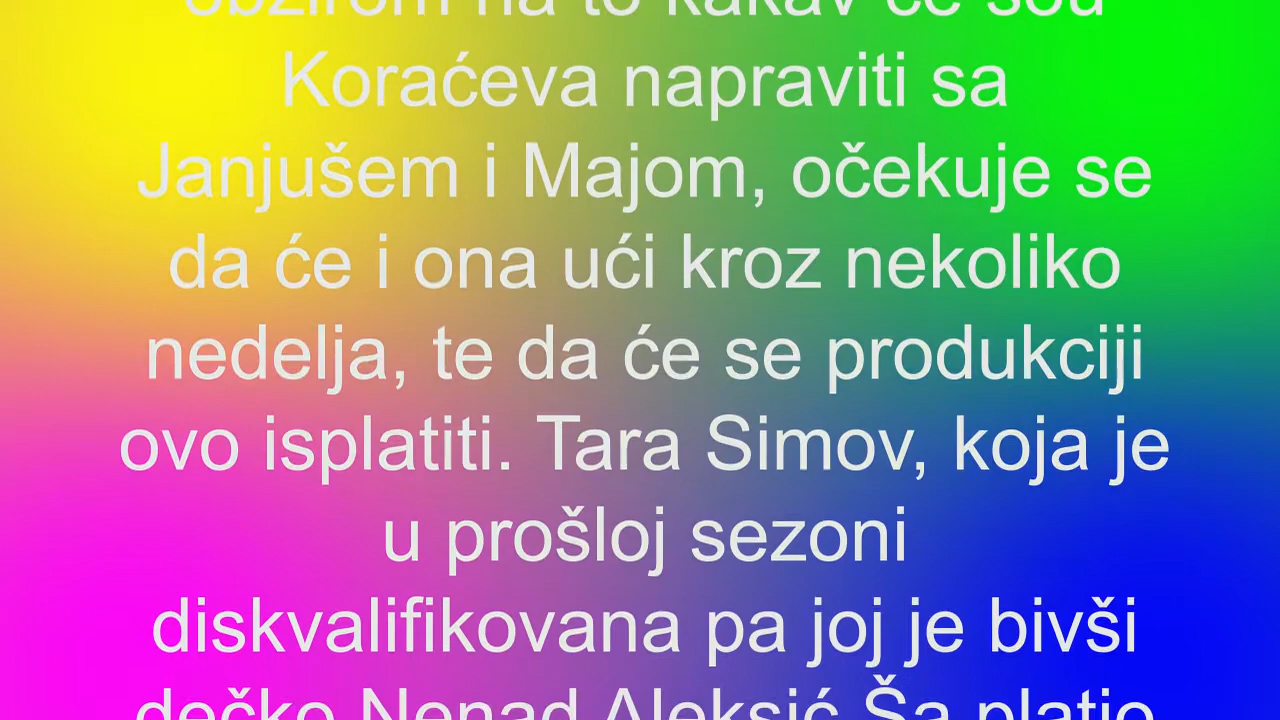 obzirom na to kakav će šou
Koraćeva napraviti sa
Janjušem i Majom, očekuje se
da će i ona ući kroz nekoliko
nedelja, te da će se produkciji
ovo isplatiti. Tara Simov, koja je
u prošloj sezoni
diskvalifikovana pa joj je bivši
dečko Nenad Aleksić Ša platio